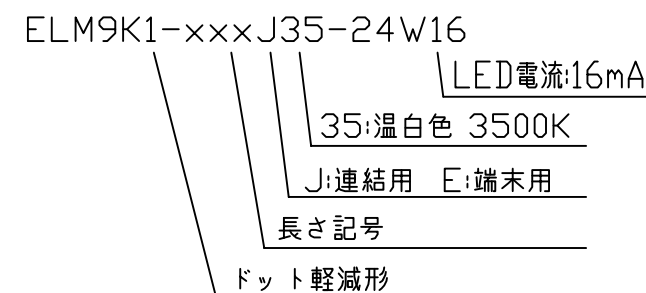 ELM9K1-xxxJ35-24W16
LED電流:16mA
35:温白色 3500K
J:連結用 E:端末用
長さ記号
ドット軽減形